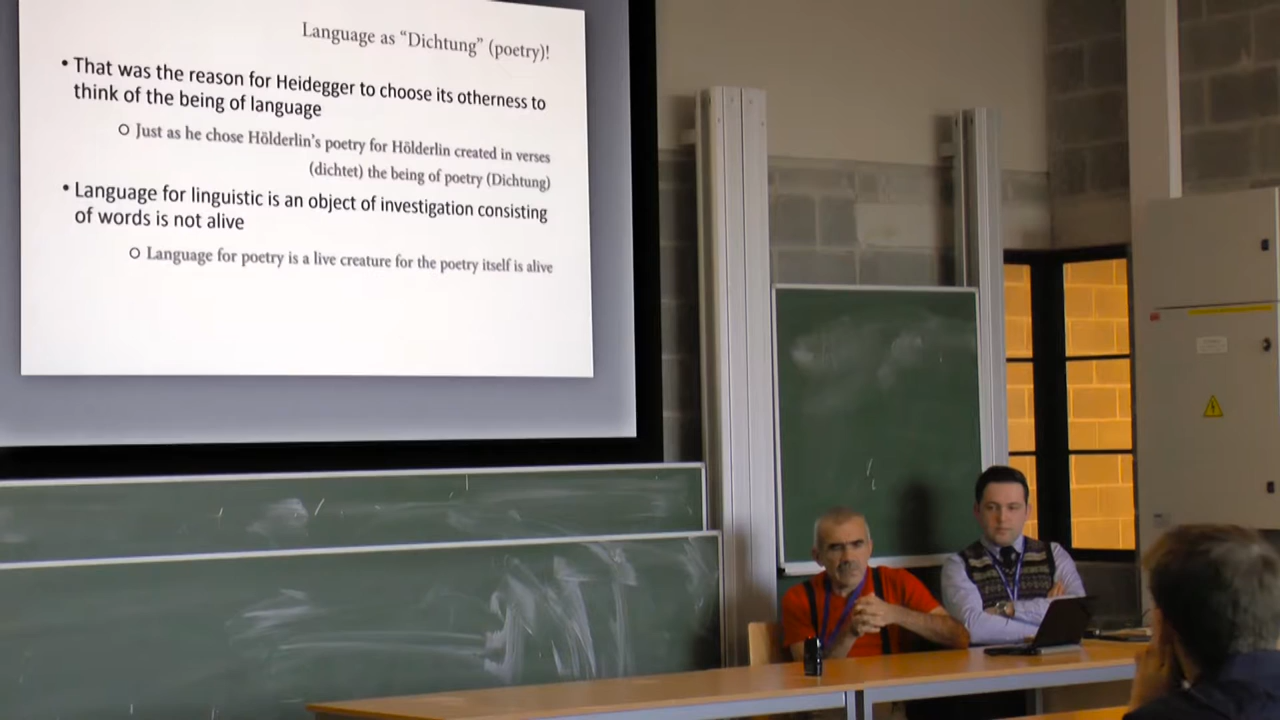 Language as “Dichtung” (poetry)!
• That was the reason for Heidegger to choose its otherness to
think of the being of language
○ Just as he chose Hölderlin's poetry for Hölderlin created in verses
(dichtet) the being of poetry (Dichtung)
• Language for linguistic is an object of investigation consisting
of words is not alive
○ Language for poetry is a live creature for the poetry itself is alive